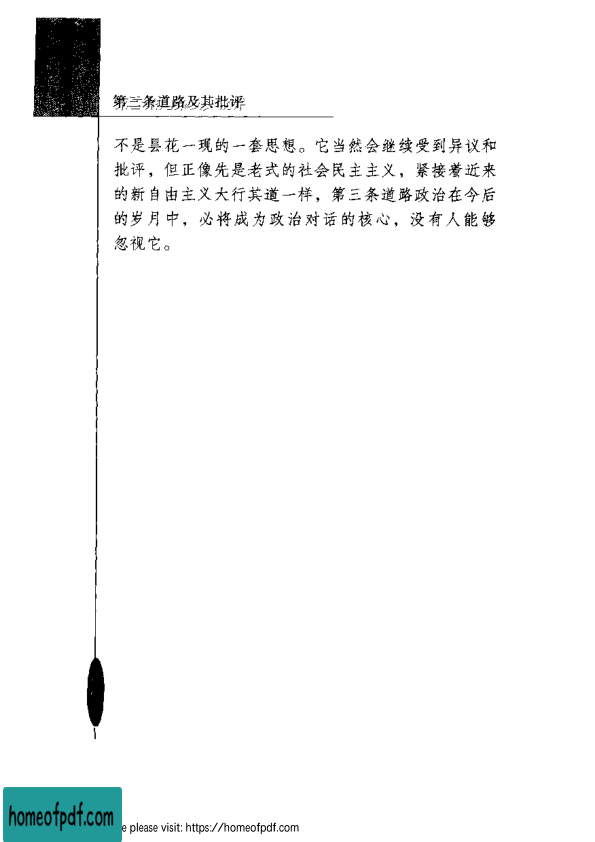 第三条道路及其批评
不是昙花一现的一套思想。它当然会继续受到异议和
批评，但正像先是老式的社会民主主义，紧接着近来
的新自由主义大行其道一样，第三条道路政治在今后
的岁月中，必将成为政治对话的核心，没有人能够
忽视它。
homeofpdf.com
e please visit: https://homeofpdf.com